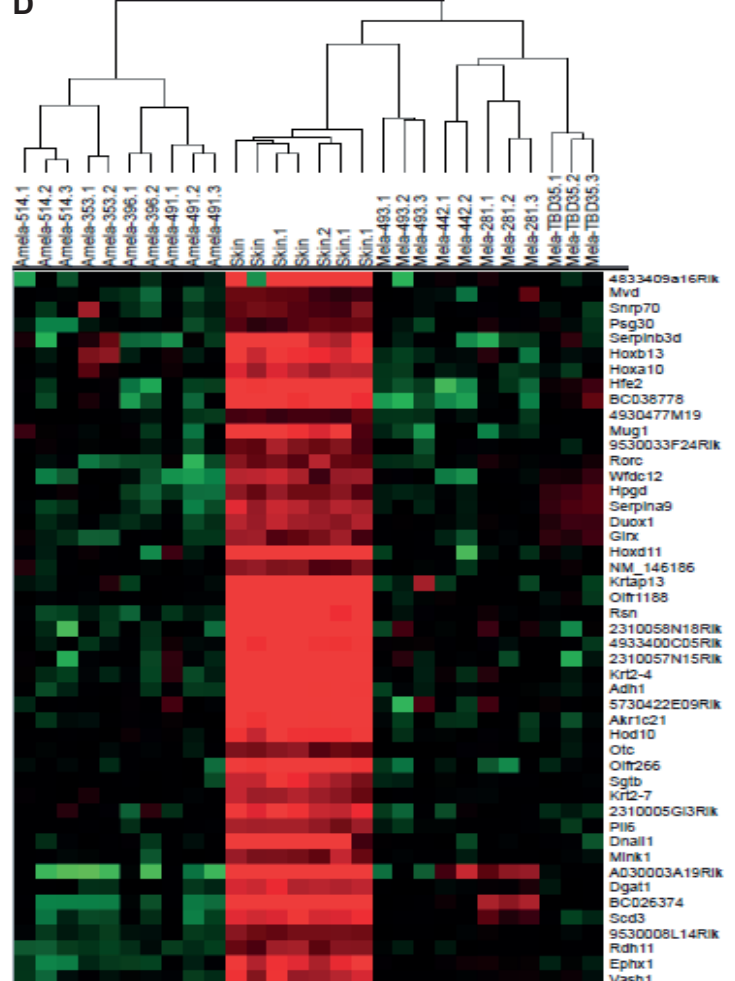 D
Amela-514.1
Amela-514.2
Amela-514.3
Amela-353.1
Amela-353.2
Amela-396.1
Amela-396.2
Amela-491.1
Amela-491.2
Amela-491.3
Skin
Skin
Skin.1
Skin
Skin.2
Skin.1
Skin.1
Mela-493.1
Mela-493.2
Mela-493.3
Mela-442.1
Mela-442.2
Mela-281.1
Mela-281.2
Mela-281.3
Mela-TBD35.1
Mela-TBD35.2
Mela-TBD35.3
4833409a16Rik
Mvd
Snrp70
Psg30
Serpinb3d
Hoxb13
Hoxa10
Hfe2
BC038778
4930477M19
Mug1
9530033F24Rik
Rorc
Wfdc12
Hpgd
Serpina9
Duox1
Glrx
Hoxd11
NM_146186
Krtap13
Olfr1188
Rsn
2310058N18Rik
4933400C05Rik
2310057N15Rik
Krt2-4
Adh1
5730422E09Rik
Akr1c21
Hod10
Otc
Olfr266
Sgtb
Krt2-7
2310005GI3Rik
Pll6
Dnali1
Mink1
A030003A19Rik
Dgat1
BC026374
Scd3
9530008L14Rik
Rdh11
Ephx1
Vash1